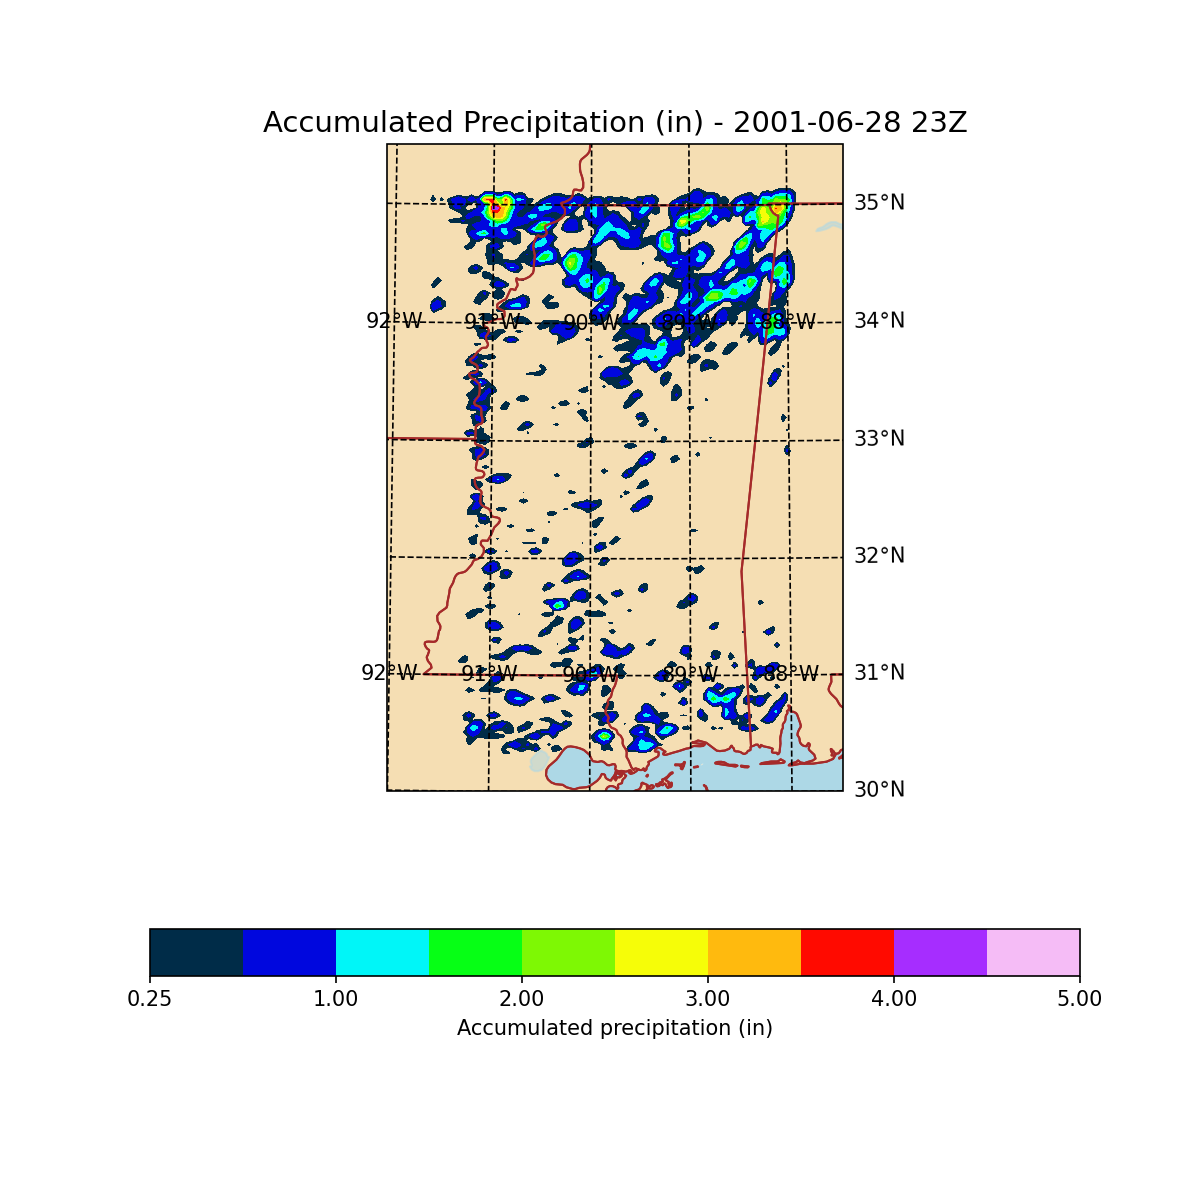 Accumulated Precipitation (in) - 2001-06-28 23Z
35°N
92°W 91°W 90°W 89°W 88°W 34°N
33°N
32°N
92°W 91°W 90°W 89°W 88°W 31°N
30°N
0.25 1.00 2.00 3.00 4.00 5.00
Accumulated precipitation (in)